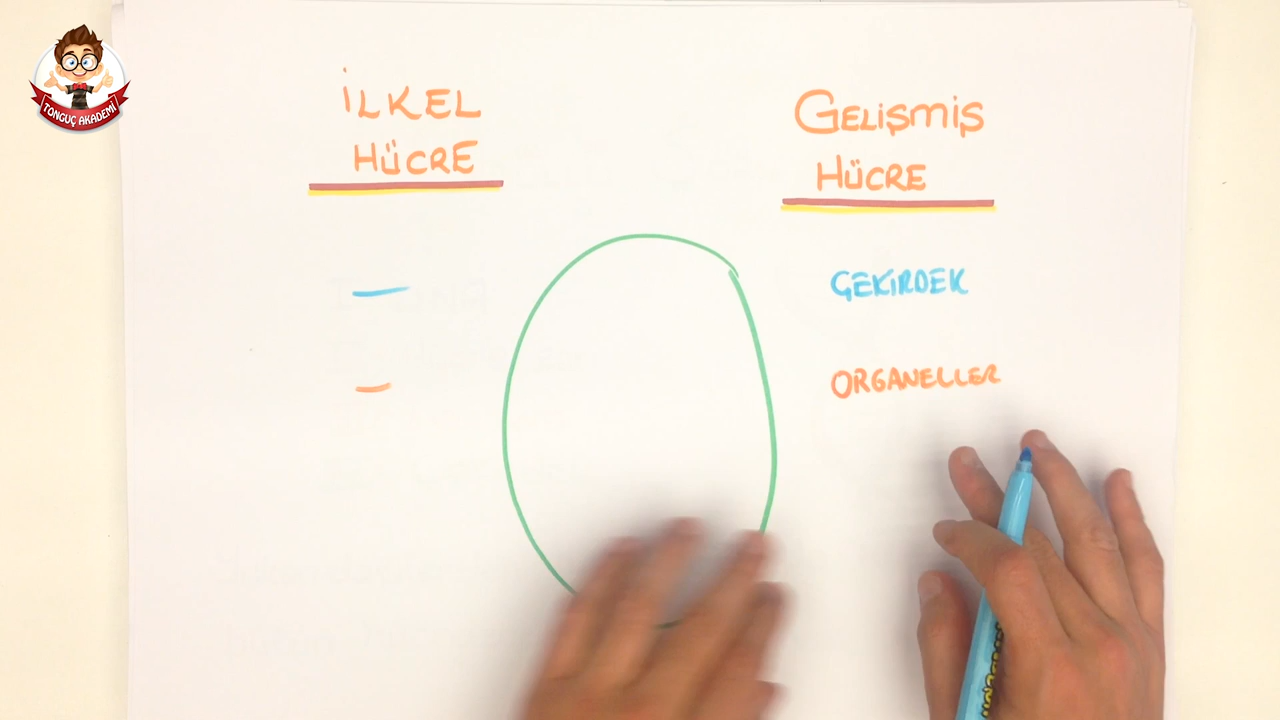 TONGUÇ AKADEMİ
İLKEL
HÜCRE
GELİŞMİŞ
HÜCRE
ÇEKİRDEK
ORGANELLER